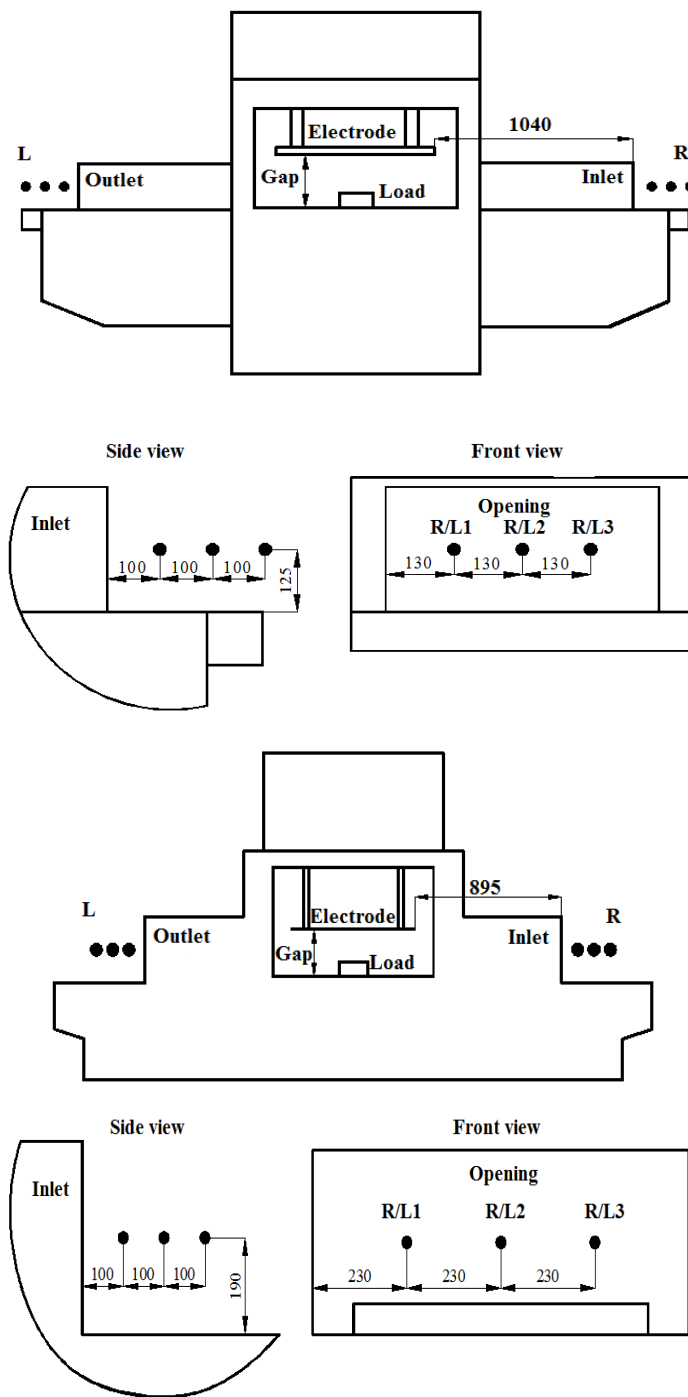 Electrode
1040
L
R
Outlet
Gap
Load
Inlet
Side view
Front view
Inlet
Opening
R/L1 R/L2 R/L3
100 100 100
125
130 130 130
895
L
R
Outlet
Electrode
Inlet
Gap
Load
Side view
Front view
Inlet
Opening
R/L1 R/L2 R/L3
100 100 100
190
230 230 230